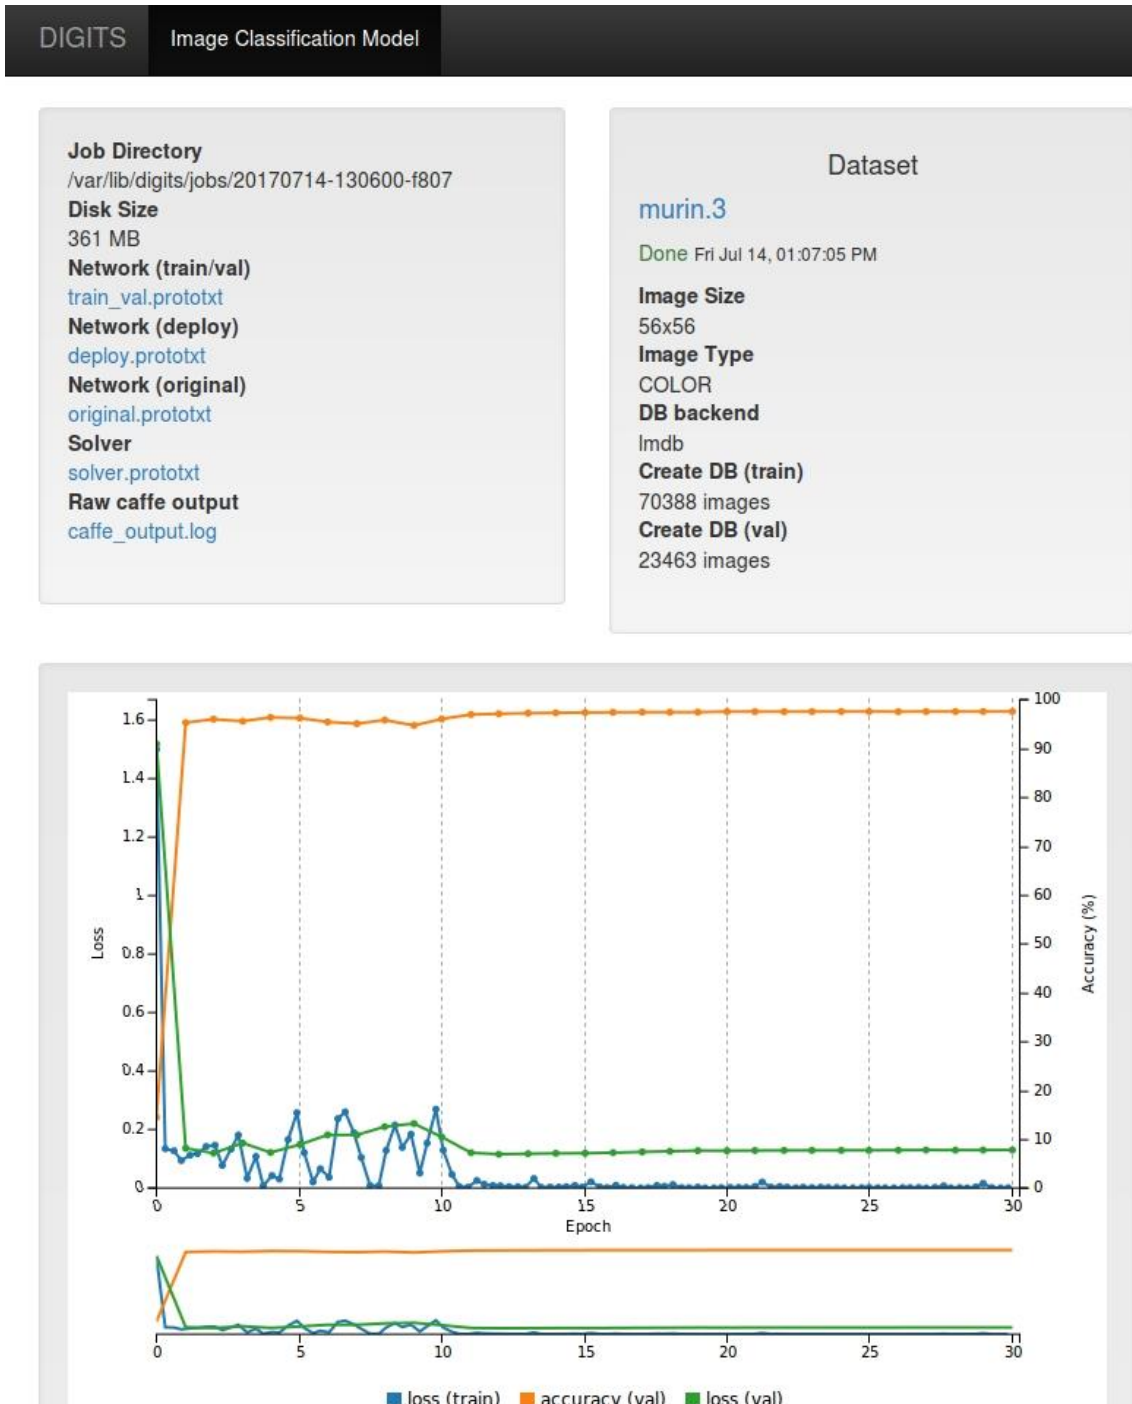 DIGITS Image Classification Model
Job Directory
/var/lib/digits/jobs/20170714-130600-f807
Disk Size
361 MB
Network (train/val)
train_val.prototxt
Network (deploy)
deploy.prototxt
Network (original)
original.prototxt
Solver
solver.prototxt
Raw caffe output
caffe_output.log
Dataset
murin.3
Done Fri Jul 14, 01:07:05 PM
Image Size
56x56
Image Type
COLOR
DB backend
lmdb
Create DB (train)
70388 images
Create DB (val)
23463 images
1.6
1.4
1.2
1
0.8
0.6
0.4
0.2
0
Loss
100
90
80
70
60
50
40
30
20
10
0
Accuracy (%)
0 5 10 15 20 25 30
Epoch
0 5 10 15 20 25 30
loss (train) accuracy (val) loss (val)